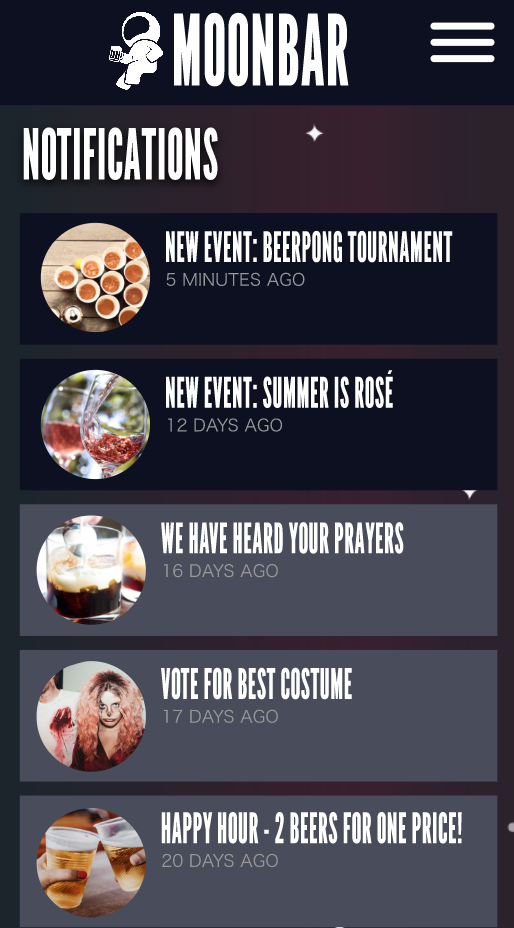 MOONBAR
NOTIFICATIONS
NEW EVENT: BEERPONG TOURNAMENT
5 MINUTES AGO
NEW EVENT: SUMMER IS ROSÉ
12 DAYS AGO
WE HAVE HEARD YOUR PRAYERS
16 DAYS AGO
VOTE FOR BEST COSTUME
17 DAYS AGO
HAPPY HOUR - 2 BEERS FOR ONE PRICE!
20 DAYS AGO